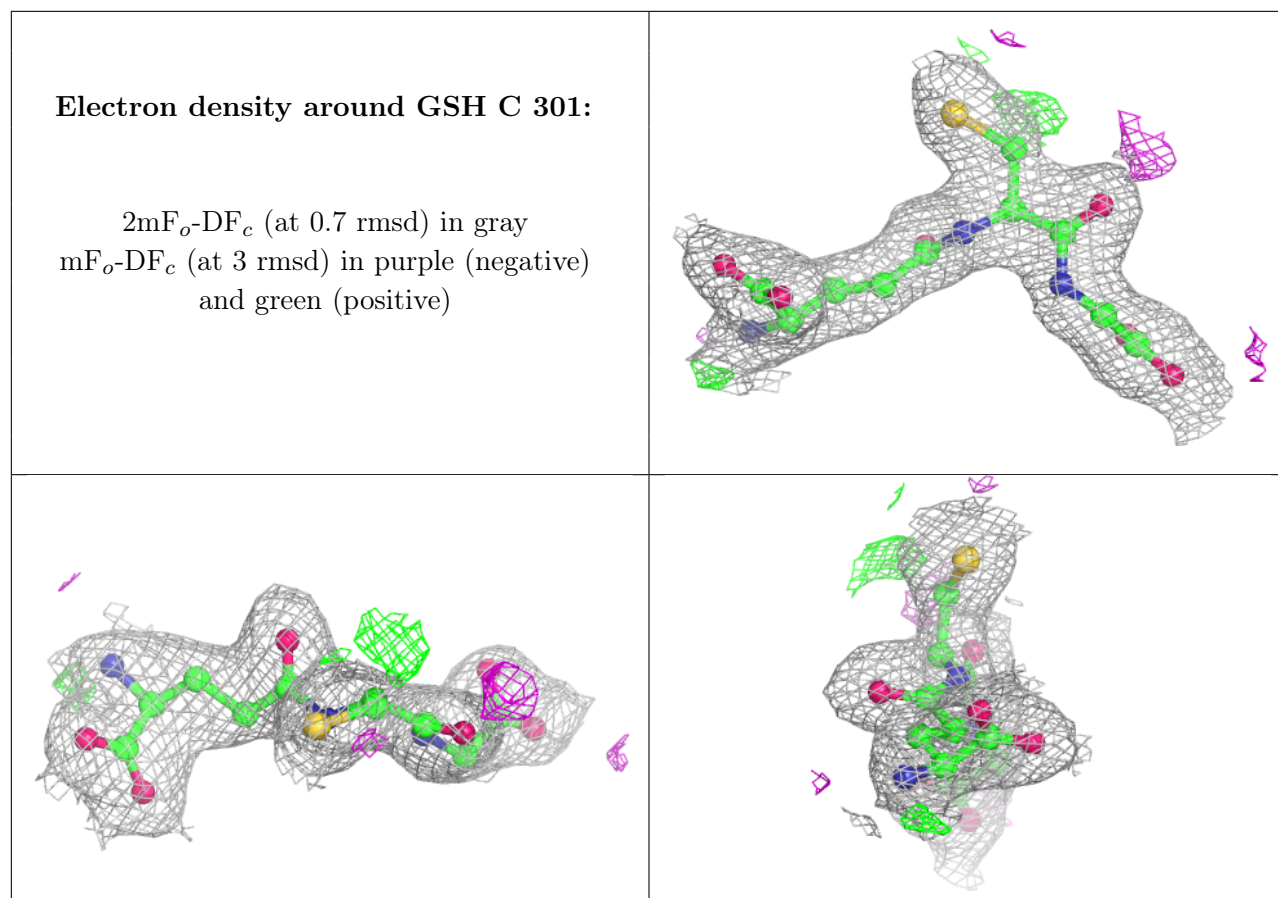 Electron density around GSH C 301:
2mFo-DFc (at 0.7 rmsd) in gray
mFo-DFc (at 3 rmsd) in purple (negative)
and green (positive)